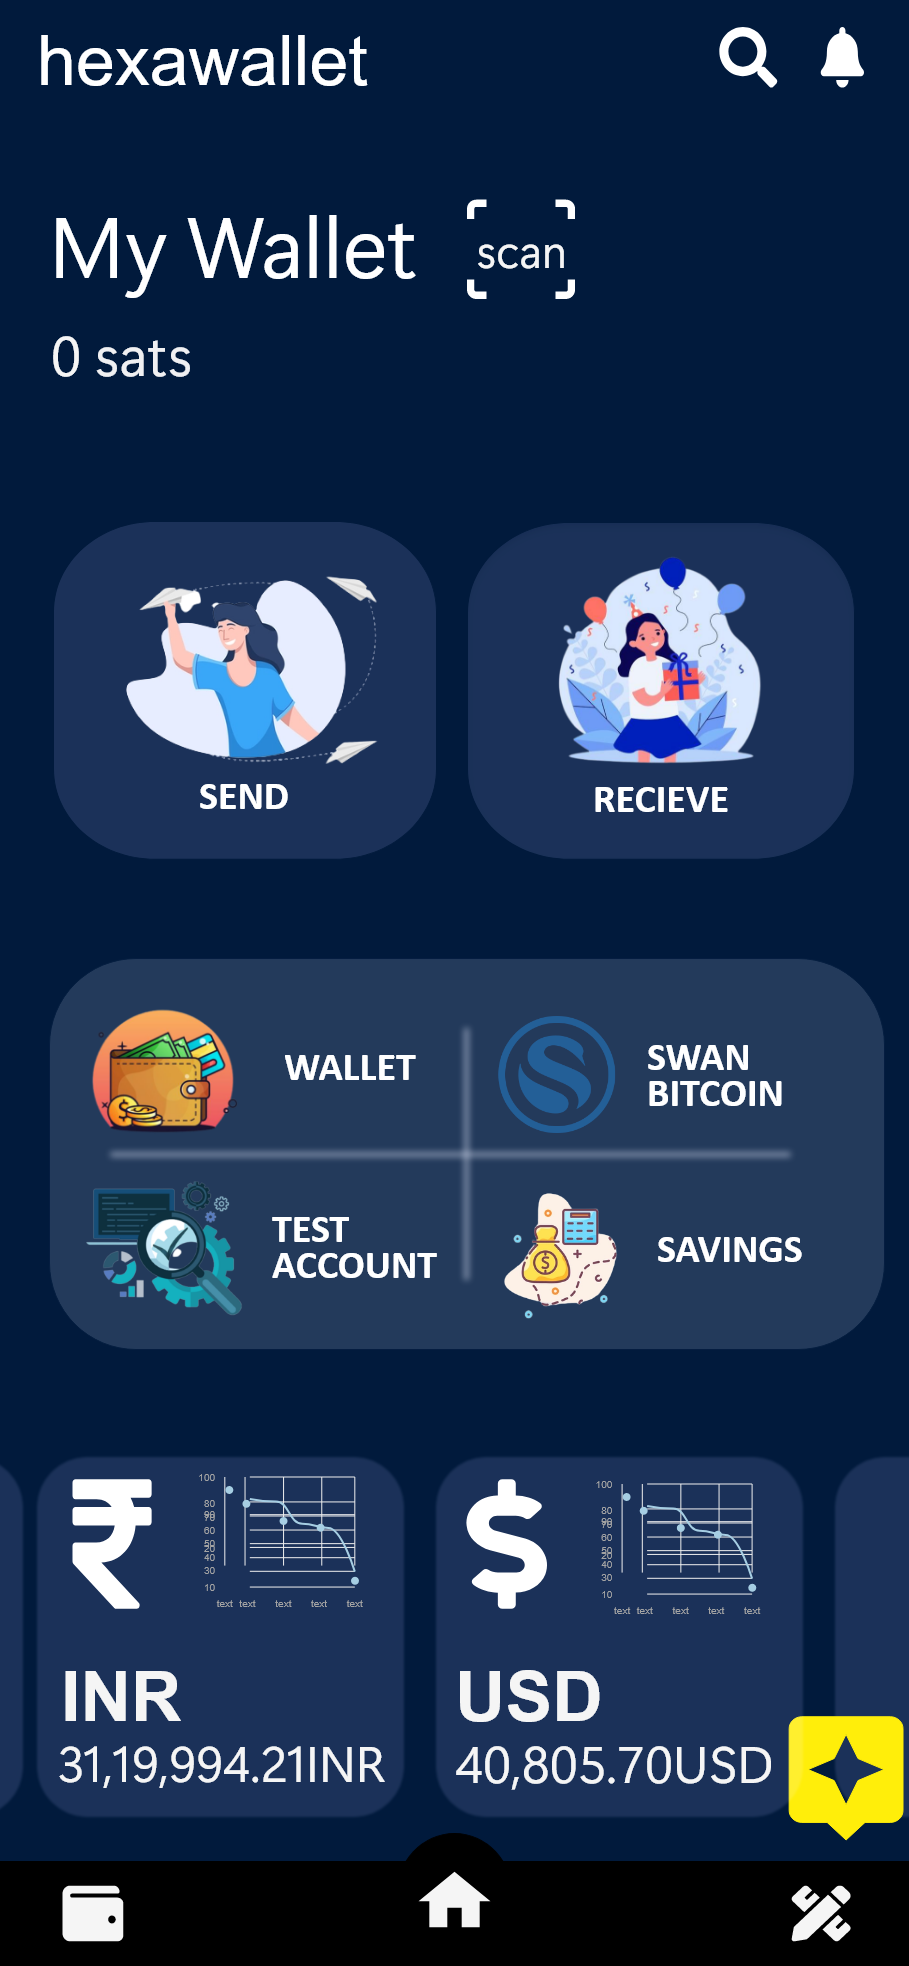 hexawallet
My Wallet
scan
0 sats
SEND
RECIEVE
WALLET
SWAN
BITCOIN
TEST
ACCOUNT
SAVINGS
100
80
70
60
40
30
10
text text text text text
INR
31,19,994.21INR
100
80
70
60
40
30
10
text text text text text
USD
40,805.70USD